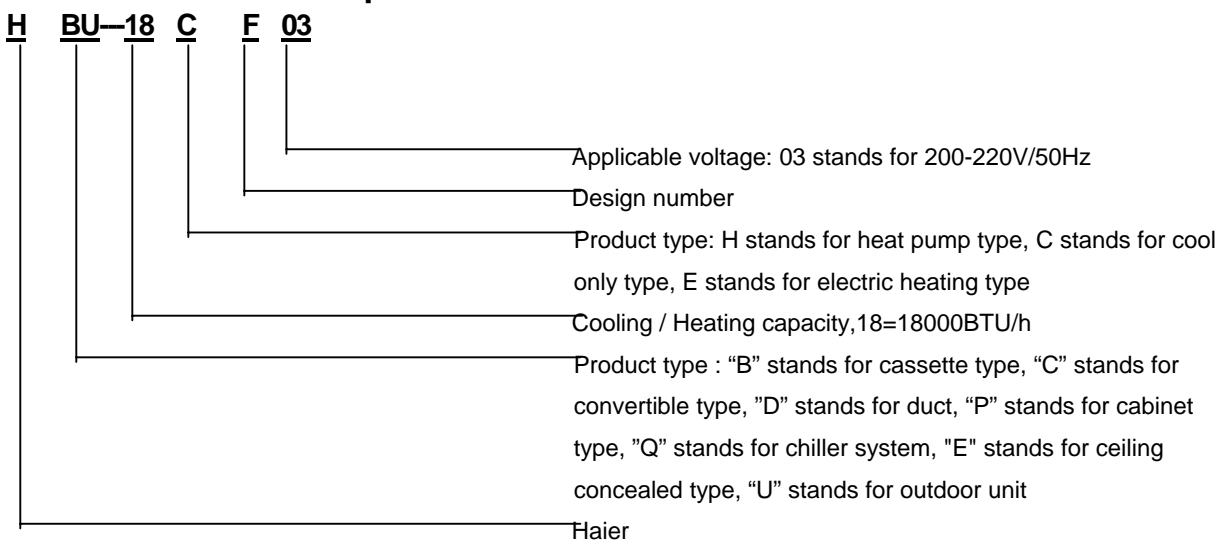 H BU---18 C F 03
Applicable voltage: 03 stands for 200-220V/50Hz
Design number
Product type: H stands for heat pump type, C stands for cool
only type, E stands for electric heating type
Cooling / Heating capacity,18=18000BTU/h
Product type : “B” stands for cassette type, “C” stands for
convertible type, ”D” stands for duct, “P” stands for cabinet
type, ”Q” stands for chiller system, "E" stands for ceiling
concealed type, “U” stands for outdoor unit
Haier